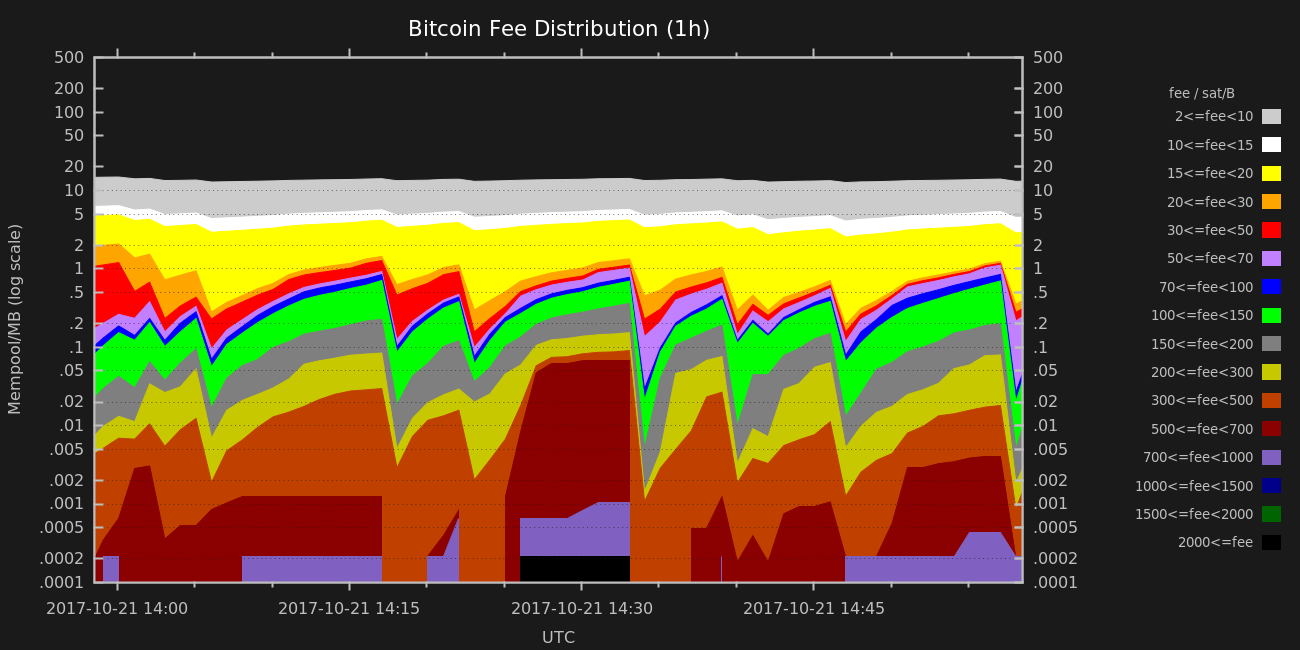 Bitcoin Fee Distribution (1h)
500 500
200 200
100 100
50 50
20 20
10 10
5 5
2 2
1 1
.5 .5
.2 .2
.1 .1
.05 .05
.02 .02
.01 .01
.005 .005
.002 .002
.001 .001
.0005 .0005
.0002 .0002
.0001 .0001
Mempool/MB (log scale)
2017-10-21 14:00 2017-10-21 14:15 2017-10-21 14:30 2017-10-21 14:45
UTC
fee / sat/B
2<=fee<10
10<=fee<15
15<=fee<20
20<=fee<30
30<=fee<50
50<=fee<70
70<=fee<100
100<=fee<150
150<=fee<200
200<=fee<300
300<=fee<500
500<=fee<700
700<=fee<1000
1000<=fee<1500
1500<=fee<2000
2000<=fee